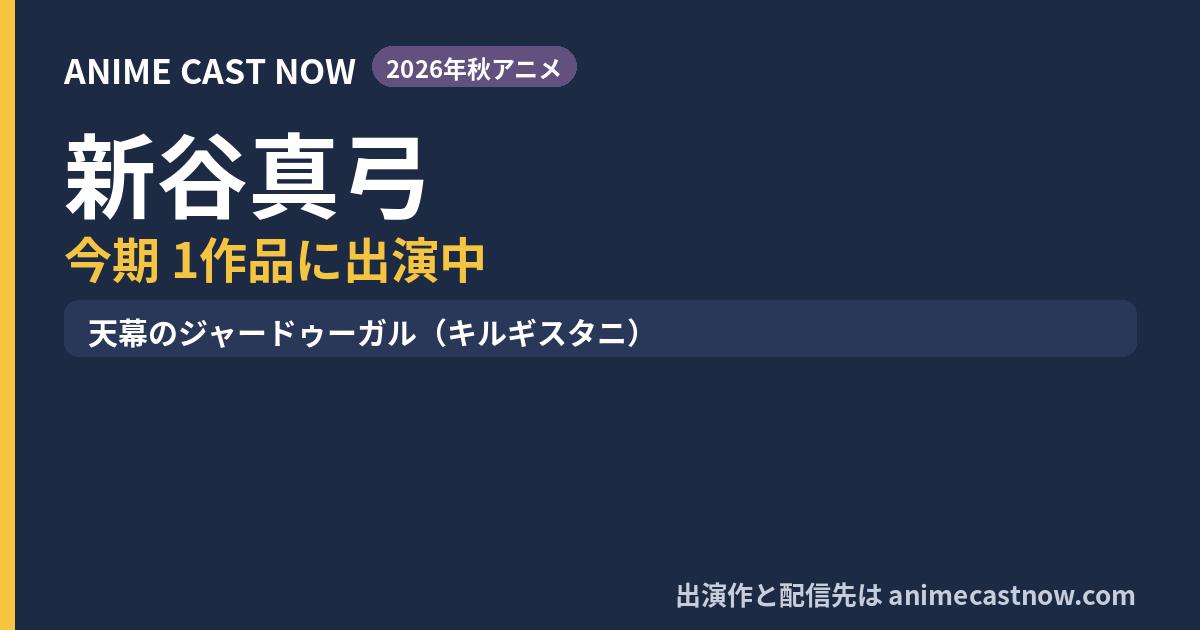 ANIME CAST NOW 2026年秋アニメ
新谷真弓
今期 1作品に出演中
天幕のジャードゥーガル（キルギスタニ）
出演作と配信先は animecastnow.com